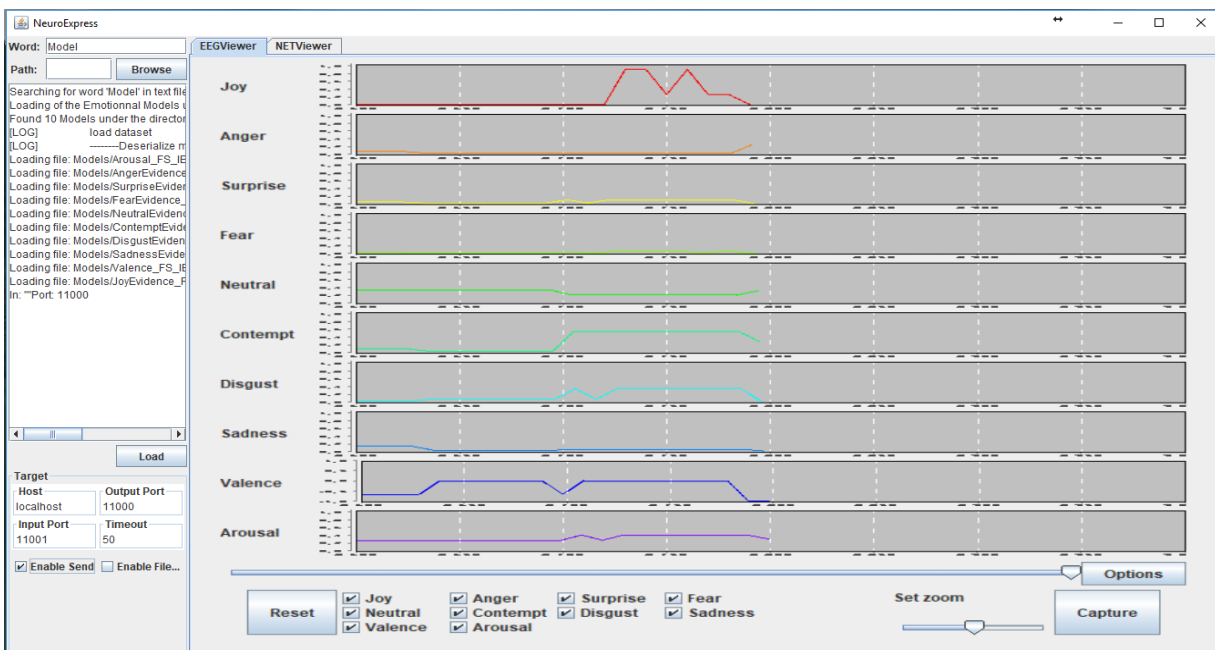 NeuroExpress
Word: Model
Path: Browse
Searching for word 'Model' in text file
Loading of the Emotionnal Models
Found 10 Models under the director
[LOG] load dataset
[LOG] --------Deserialize m
Loading file: Models/Arousal_FS_IE
Loading file: Models/AngerEvidence
Loading file: Models/SurpriseEviden
Loading file: Models/FearEvidence_
Loading file: Models/NeutralEvidenc
Loading file: Models/ContemptEvide
Loading file: Models/DisgustEviden
Loading file: Models/SadnessEvide
Loading file: Models/Valence_FS_IE
Loading file: Models/JoyEvidence_F
In: ""Port: 11000
Load
Target
Host Output Port
localhost 11000
Input Port Timeout
11001 50
Enable Send Enable File...
EEGViewer NETViewer
Joy
Anger
Surprise
Fear
Neutral
Contempt
Disgust
Sadness
Valence
Arousal
Options
Reset
Joy Anger Surprise Fear
Neutral Contempt Disgust Sadness
Valence Arousal
Set zoom
Capture